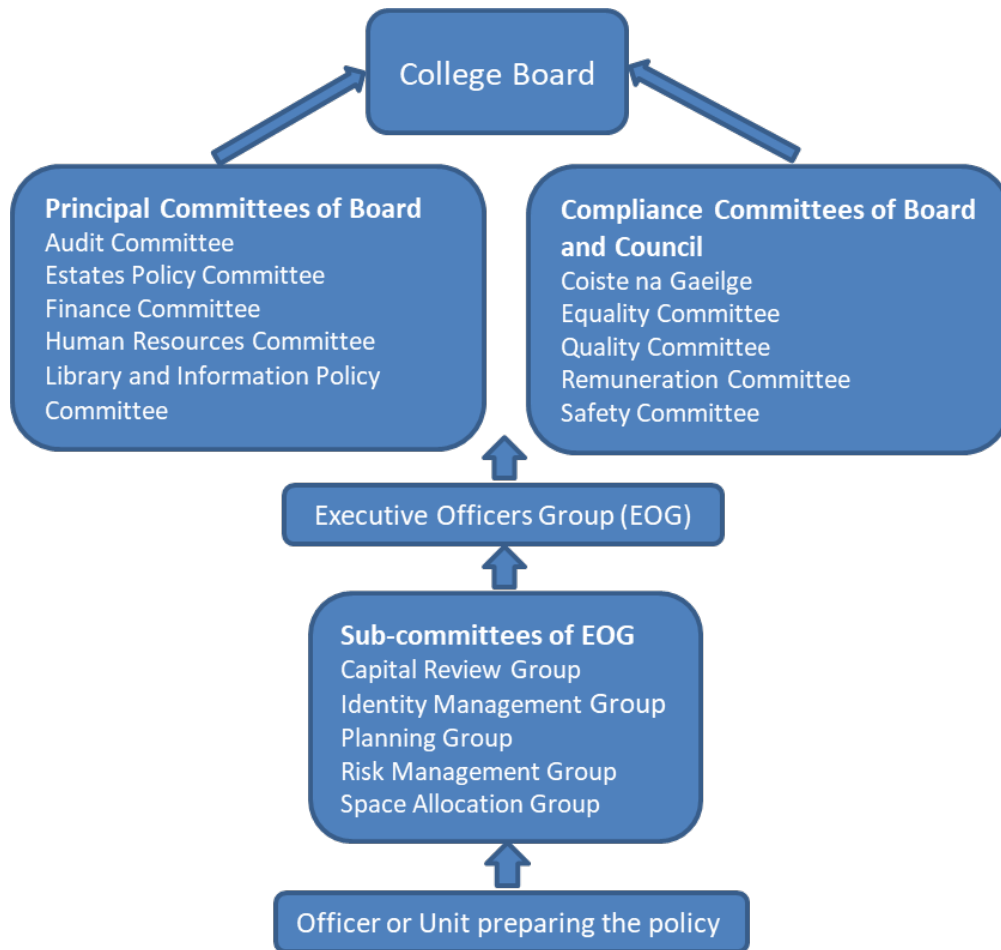 College Board
Principal Committees of Board
Audit Committee
Estates Policy Committee
Finance Committee
Human Resources Committee
Library and Information Policy
Committee
Compliance Committees of Board
and Council
Coiste na Gaeilge
Equality Committee
Quality Committee
Remuneration Committee
Safety Committee
Executive Officers Group (EOG)
Sub-committees of EOG
Capital Review Group
Identity Management Group
Planning Group
Risk Management Group
Space Allocation Group
Officer or Unit preparing the policy